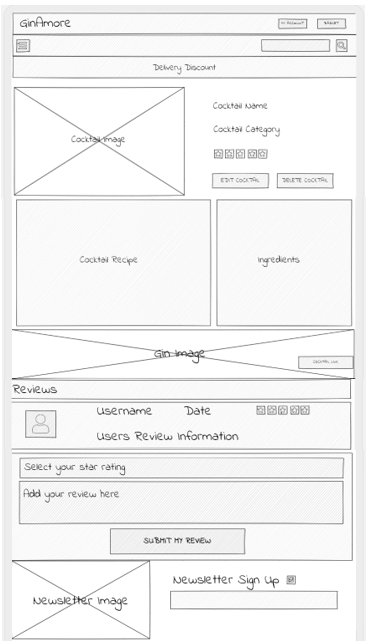 GinAmore
MY ACCOUNT
BASKET
Delivery Discount
Cocktail Image
Cocktail Name
Cocktail Category
EDIT COCKTAIL
DELETE COCKTAIL
Cocktail Recipe
Ingredients
Gin Image
Reviews
Username Date
Users Review Information
Select your star rating
Add your review here
SUBMIT MY REVIEW
Newsletter Image
Newsletter Sign Up